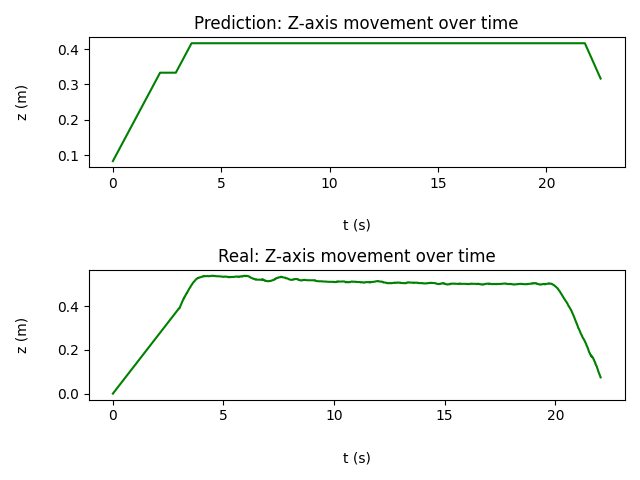 Prediction: Z-axis movement over time
z (m)
0.4
0.3
0.2
0.1
0 5 10 15 20
t (s)
Real: Z-axis movement over time
z (m)
0.4
0.2
0.0
0 5 10 15 20
t (s)